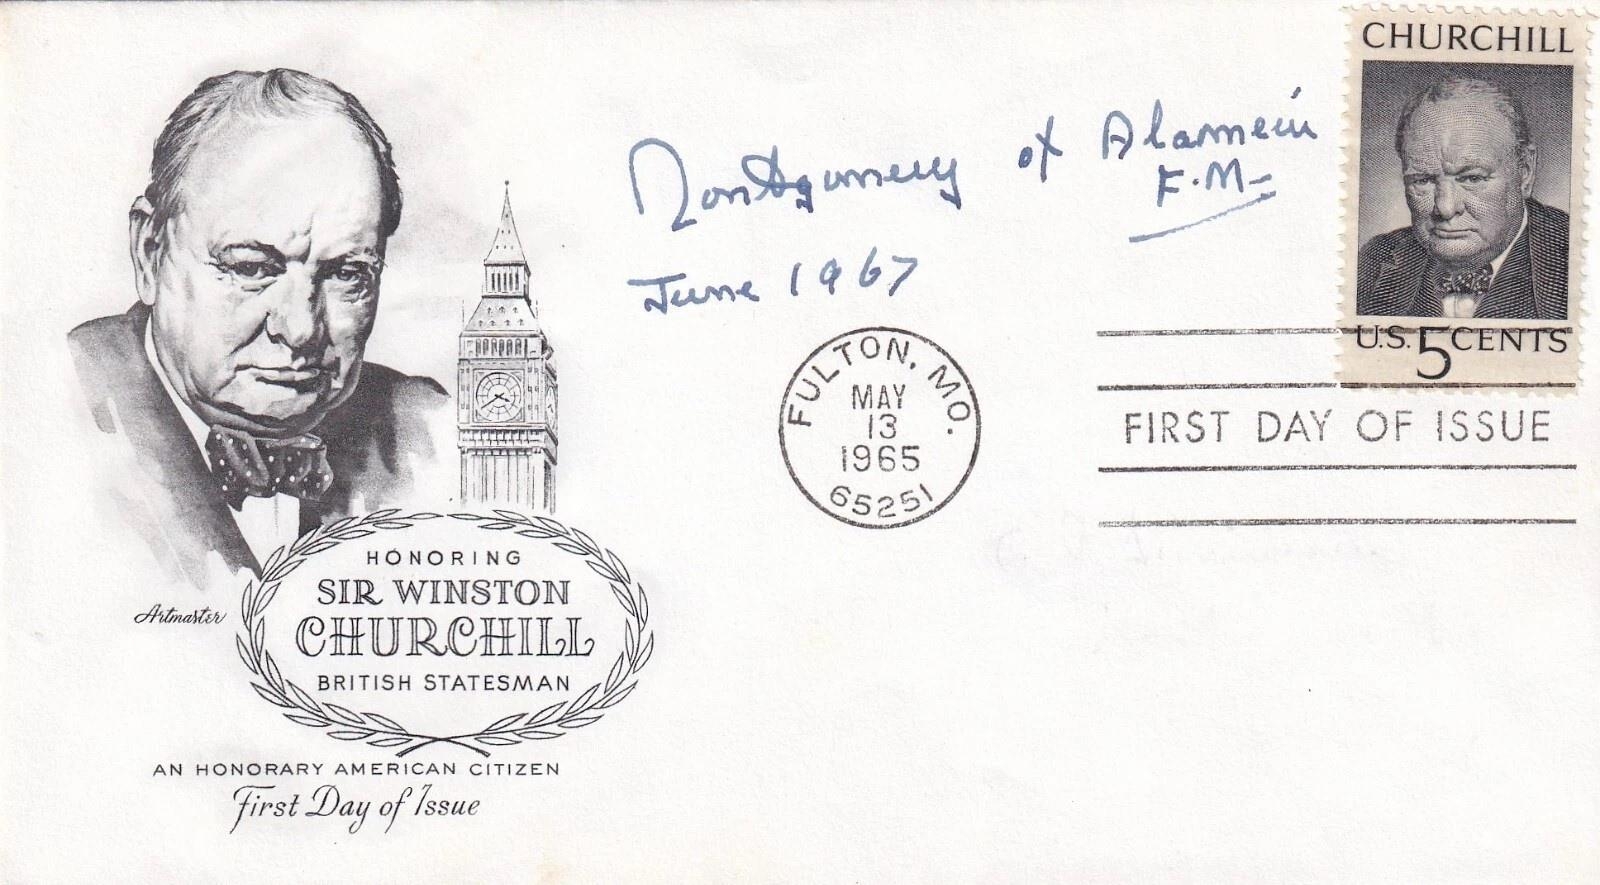 CHURCHILL
U.S. 5 CENTS
Montgomery of Alamein
F.M.
June 1967
FULTON, MO.
MAY
13
1965
65251
FIRST DAY OF ISSUE
Artmaster
HONORING
SIR WINSTON
CHURCHILL
BRITISH STATESMAN
AN HONORARY AMERICAN CITIZEN
First Day of Issue